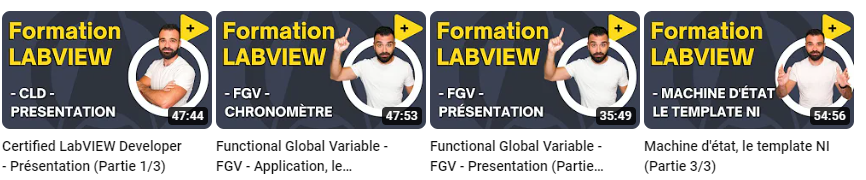 Formation
LABVIEW
- CLD -
PRESENTATION
47:44
Certified LabVIEW Developer
- Présentation (Partie 1/3)
Formation
LABVIEW
- FGV -
CHRONOMÈTRE
47:53
Functional Global Variable -
FGV - Application, le...
Formation
LABVIEW
- FGV -
PRÉSENTATION
35:49
Functional Global Variable -
FGV - Presentation (Partie...
Formation
LABVIEW
- MACHINE D'ÉTAT
LE TEMPLATE NI
54:56
Machine d'état, le template NI
(Partie 3/3)